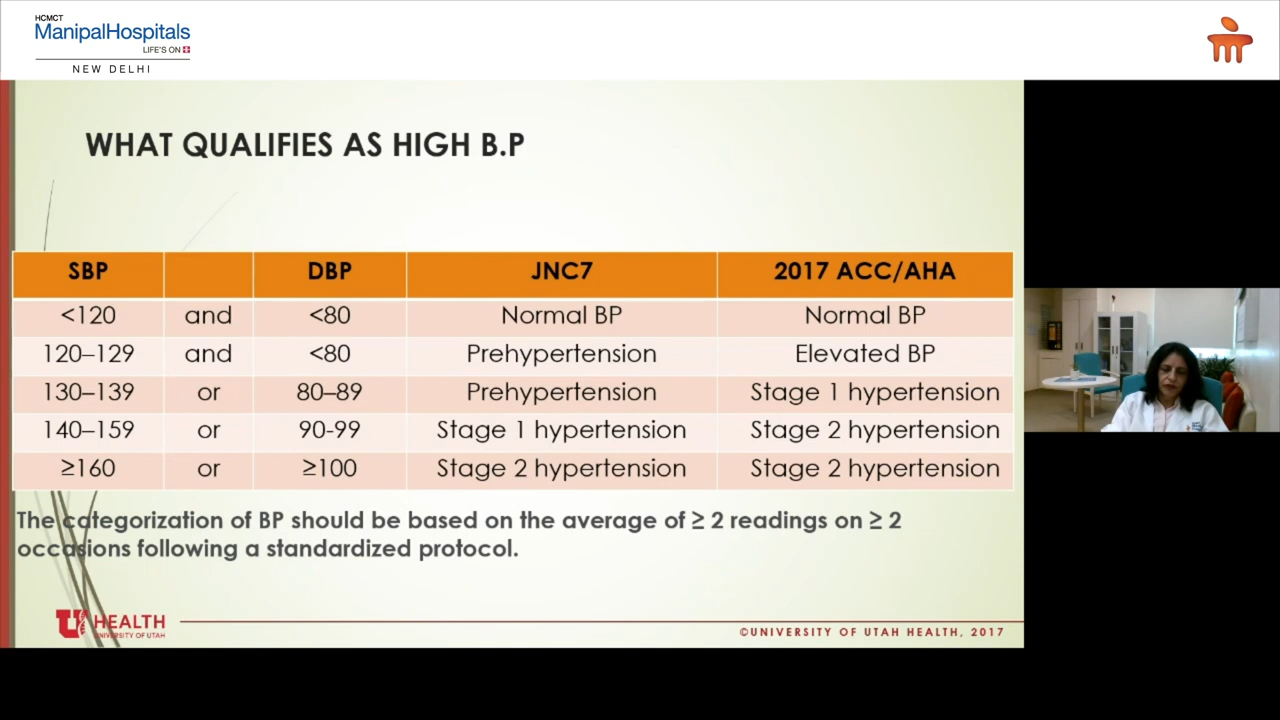 HCMCT
ManipalHospitals
LIFE'S ON
NEW DELHI
WHAT QUALIFIES AS HIGH B.P
SBP DBP JNC7 2017 ACC/AHA
<120 and <80 Normal BP Normal BP
120–129 and <80 Prehypertension Elevated BP
130–139 or 80–89 Prehypertension Stage 1 hypertension
140–159 or 90-99 Stage 1 hypertension Stage 2 hypertension
≥160 or ≥100 Stage 2 hypertension Stage 2 hypertension
The categorization of BP should be based on the average of ≥ 2 readings on ≥ 2
occasions following a standardized protocol.
U HEALTH
UNIVERSITY OF UTAH
©UNIVERSITY OF UTAH HEALTH, 2017